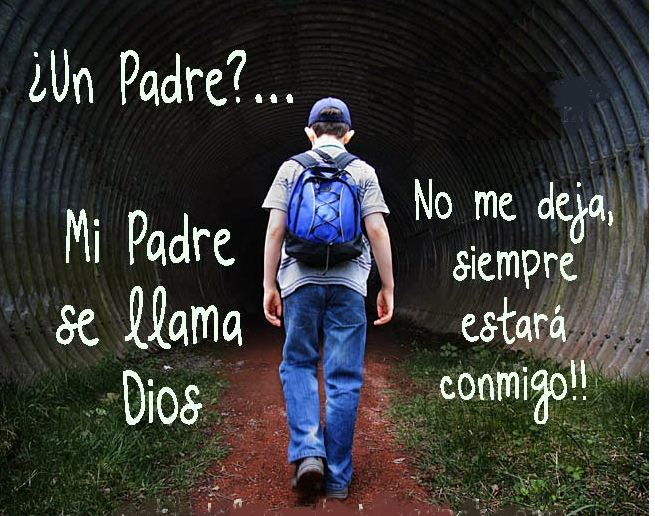 ¿Un Padre?...
Mi Padre
se llama
Dios
No me deja,
siempre
estará
conmigo!!